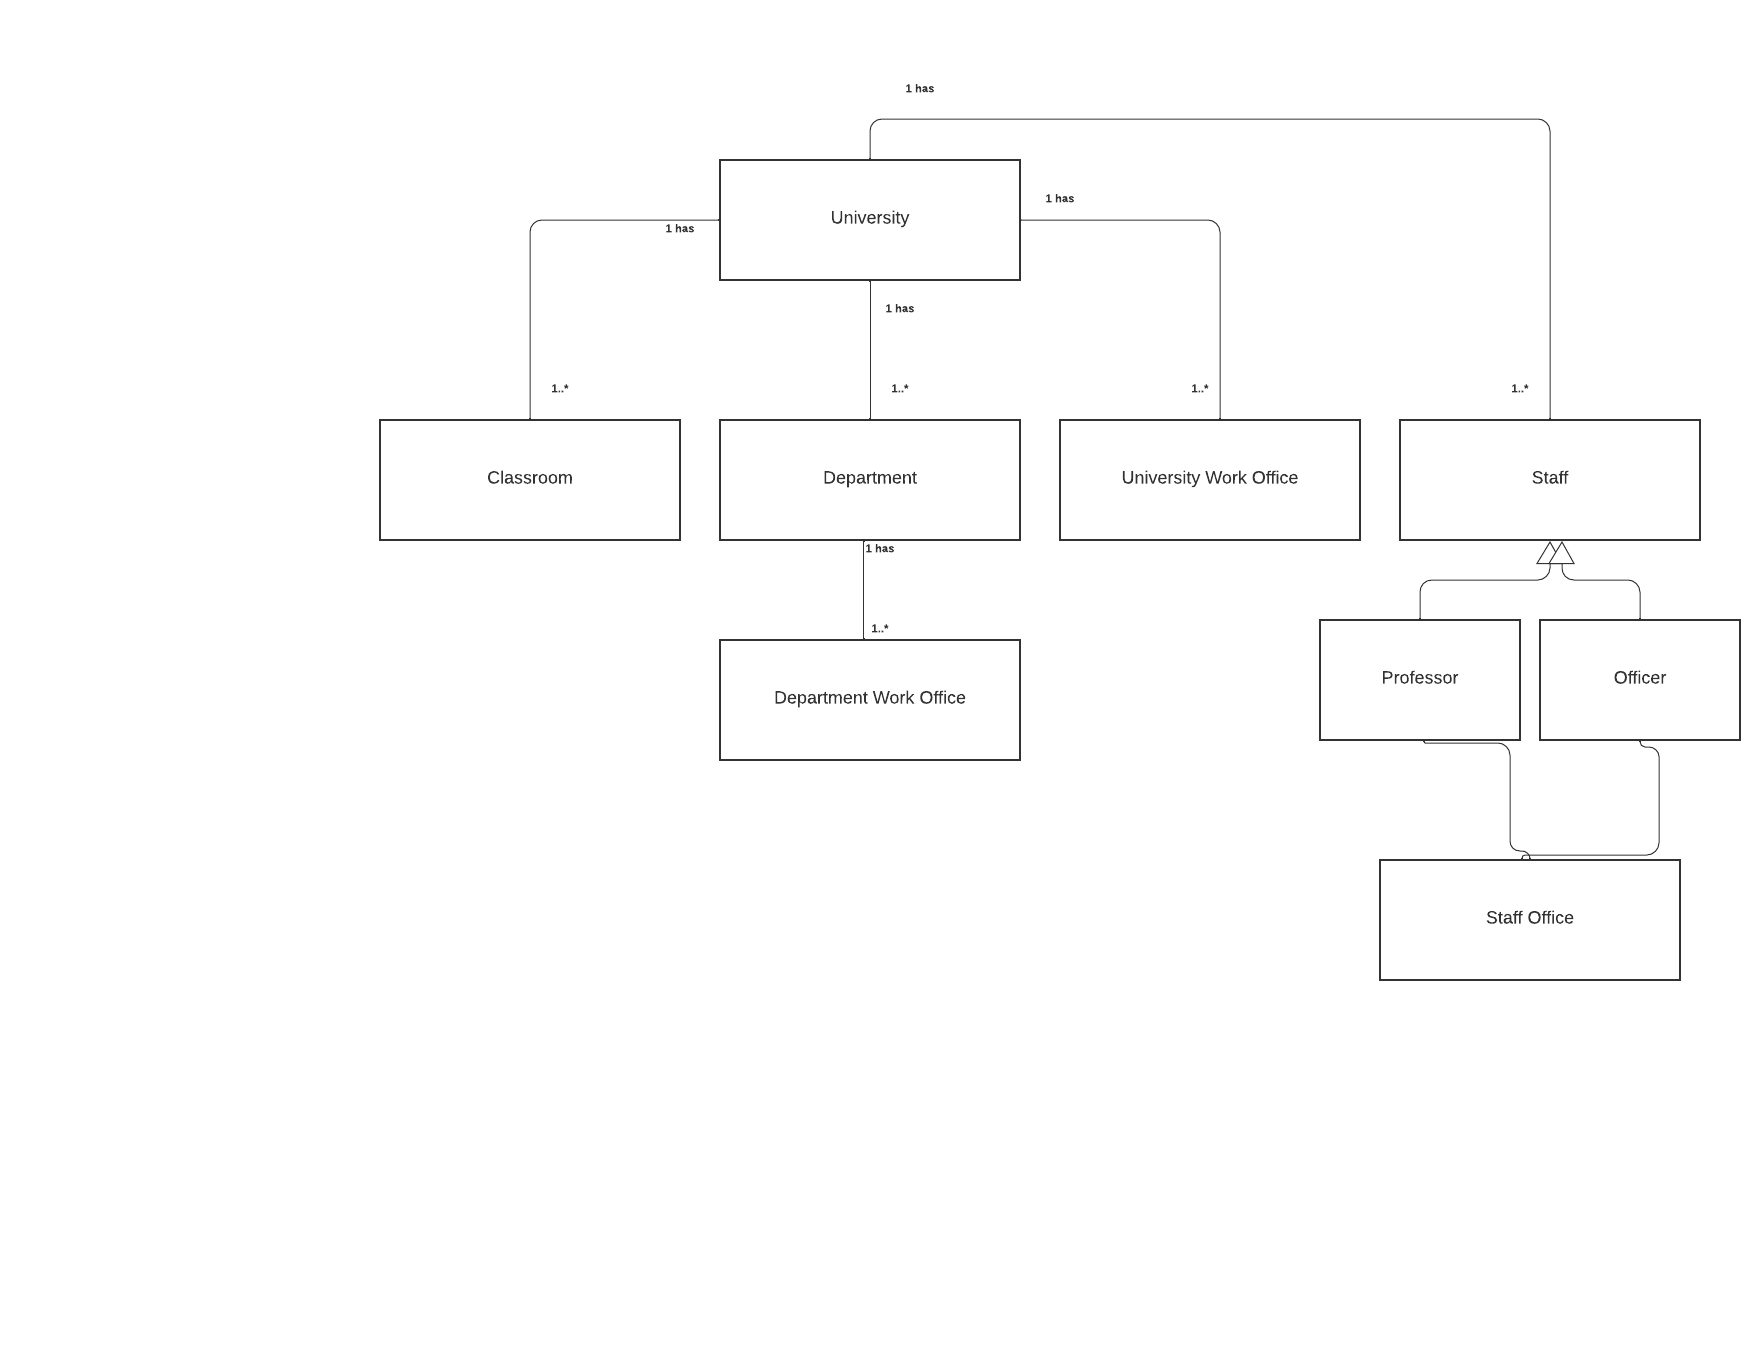 1 has
University
1 has
1 has
1 has
1..*
1..*
1..*
1..*
Classroom
Department
University Work Office
Staff
1 has
1..*
Department Work Office
Professor
Officer
Staff Office